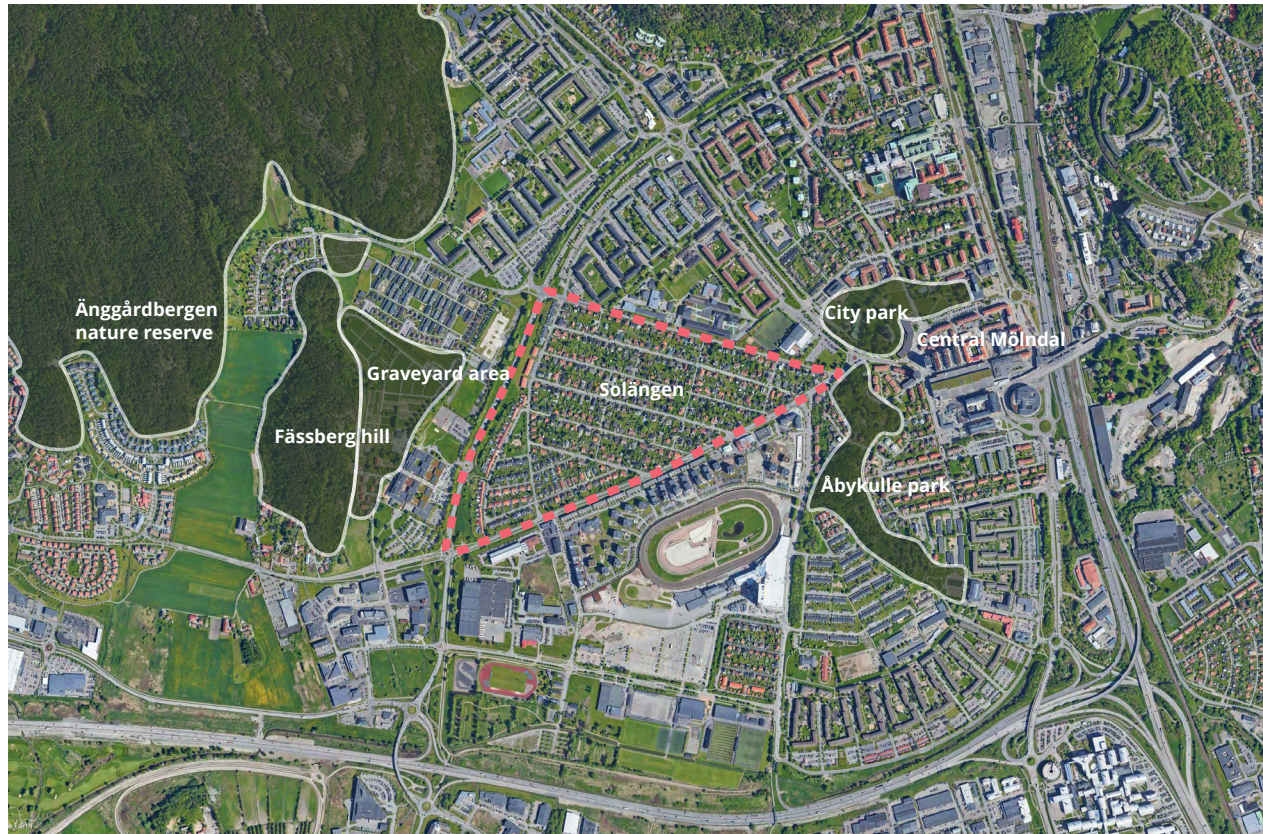 City park
Änggårdbergen
nature reserve
Central Mölndal
Graveyard area
Solängen
Fässberg hill
Åbykulle park